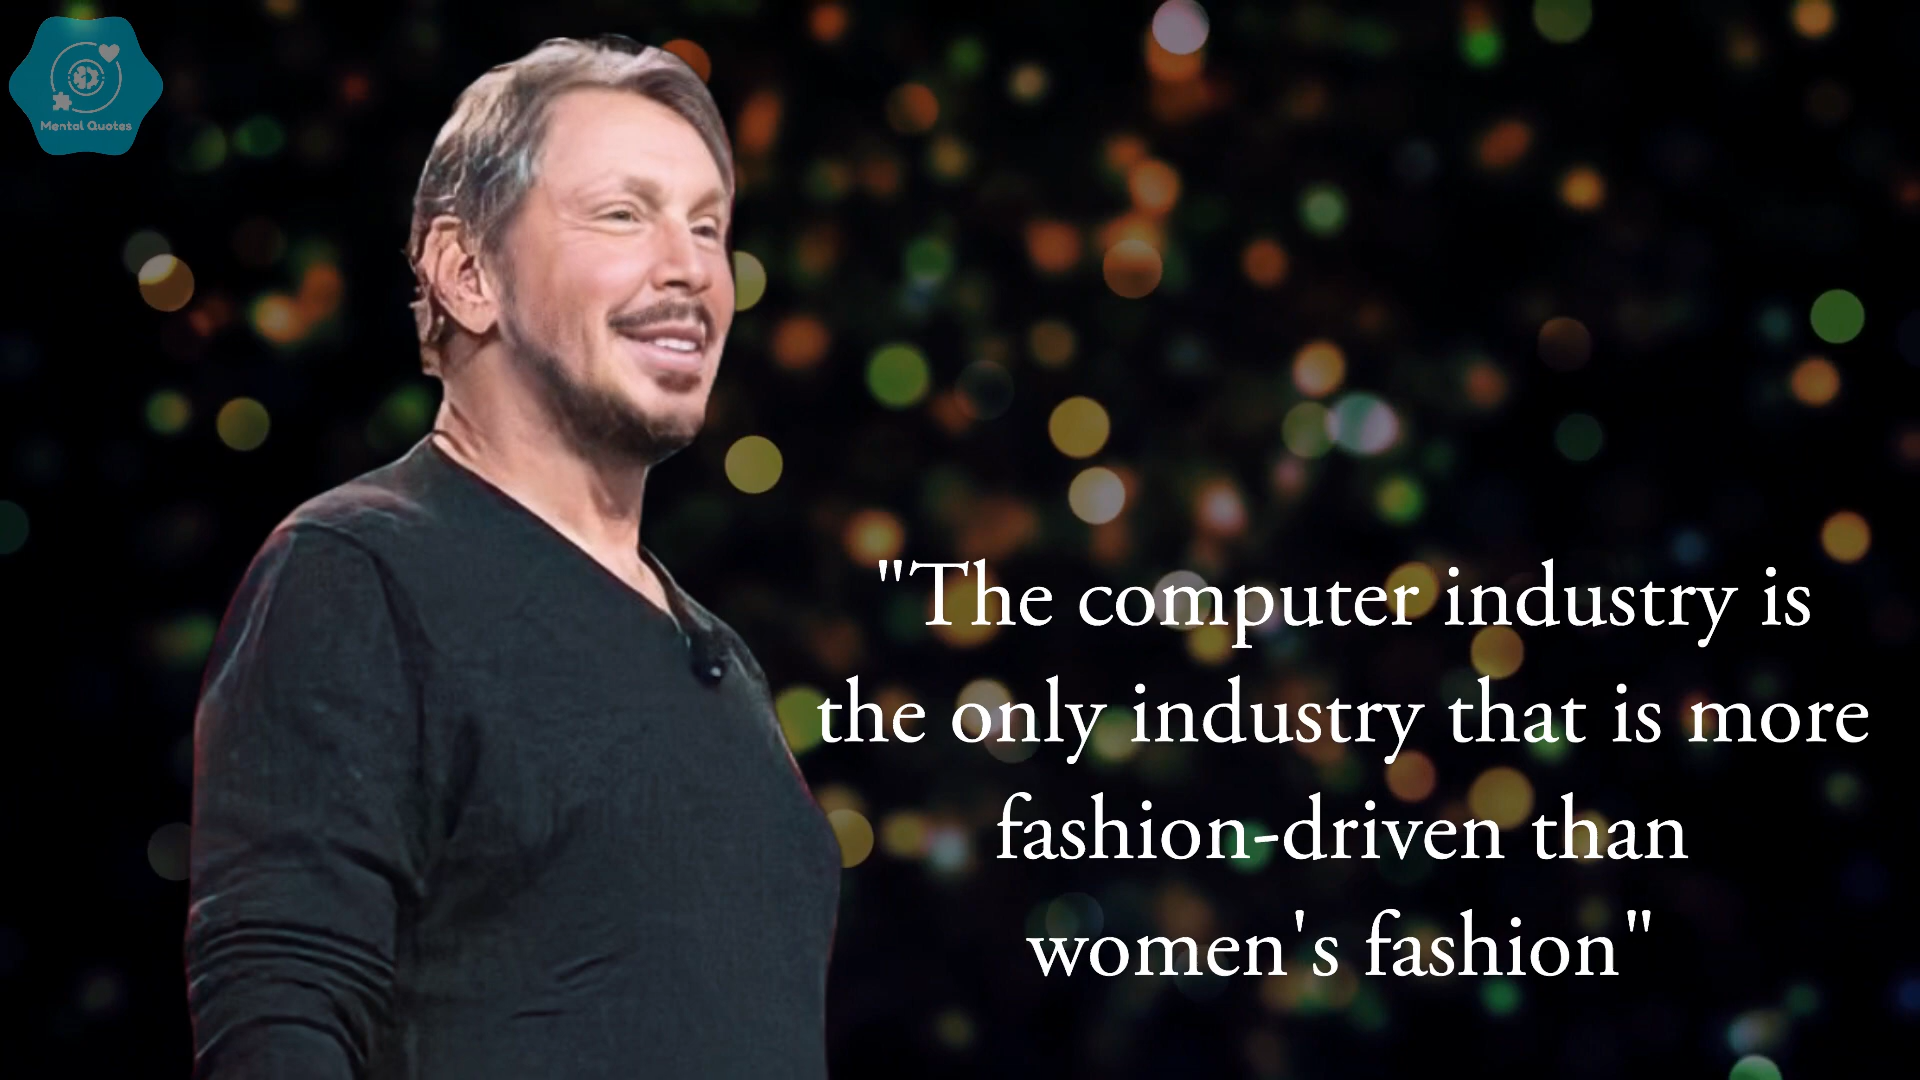 Mental Quotes
"The computer industry is
the only industry that is more
fashion-driven than
women's fashion"